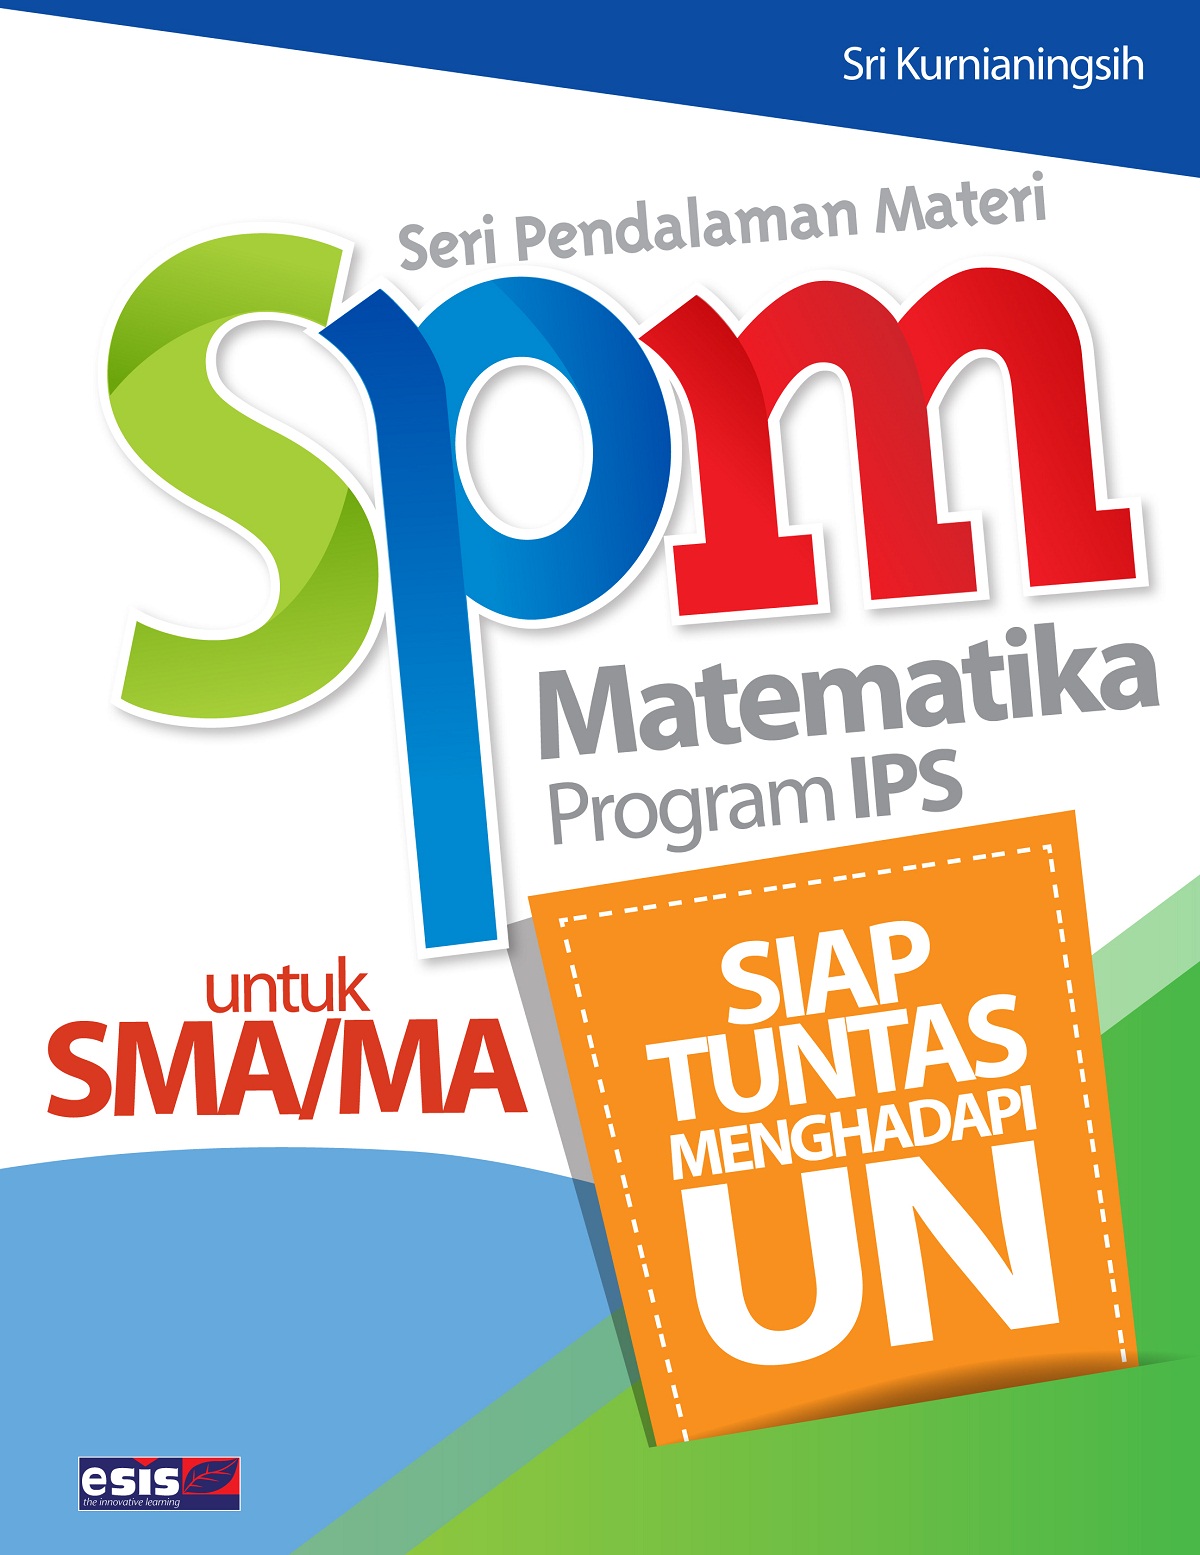 Sri Kurnianingsih
Seri Pendalaman Materi
spm
Matematika
Program IPS
untuk
SMA/MA
SIAP
TUNTAS
MENGHADAPI
UN
esis
the innovative learning